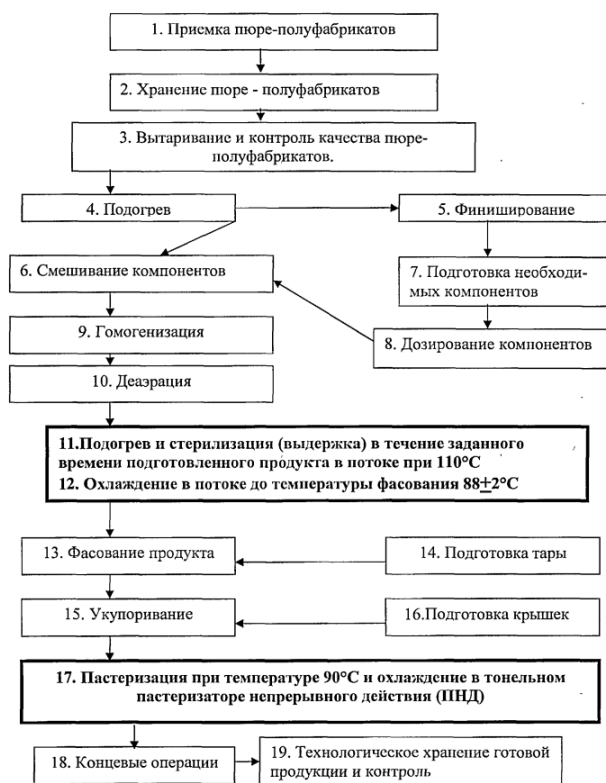 1. Приемка пюре-полуфабрикатов
2. Хранение пюре - полуфабрикатов
3. Вытаривание и контроль качества пюре-
полуфабрикатов.
4. Подогрев
5. Финиширование
6. Смешивание компонентов
7. Подготовка необходи-
мых компонентов
9. Гомогенизация
8. Дозирование компонентов
10. Деаэрация
11.Подогрев и стерилизация (выдержка) в течение заданного
времени подготовленного продукта в потоке при 110°С
12. Охлаждение в потоке до температуры фасования 88±2°С
13. Фасование продукта
14. Подготовка тары
15. Укупоривание
16.Подготовка крышек
17. Пастеризация при температуре 90°С и охлаждение в тонельном
пастеризаторе непрерывного действия (ПНД)
18. Концевые операции
19. Технологическое хранение готовой
продукции и контроль